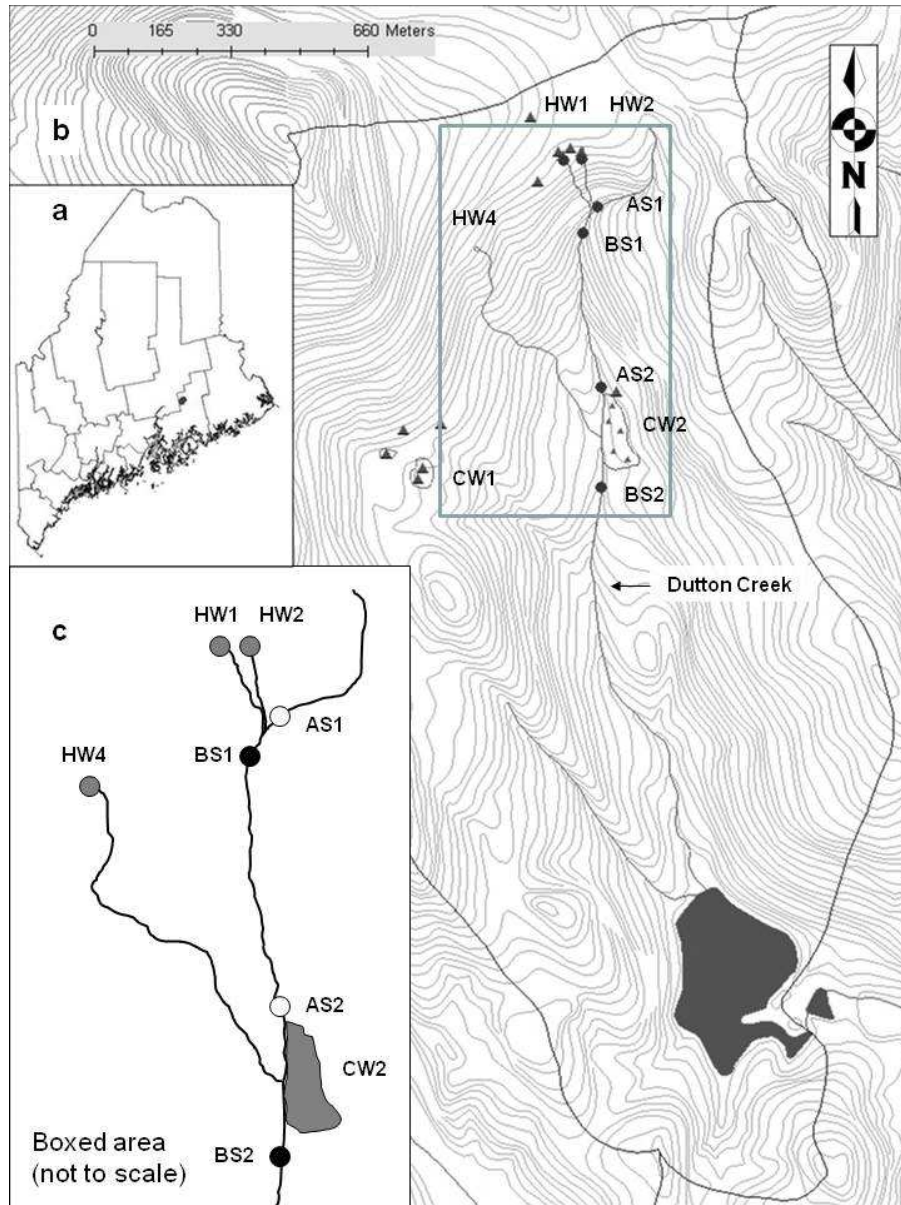 0 165 330 660 Meters
b
HW1 HW2
N
a
HW4
AS1
BS1
AS2
CW2
CW1
BS2
Dutton Creek
c
HW1 HW2
AS1
BS1
HW4
AS2
CW2
BS2
Boxed area
(not to scale)